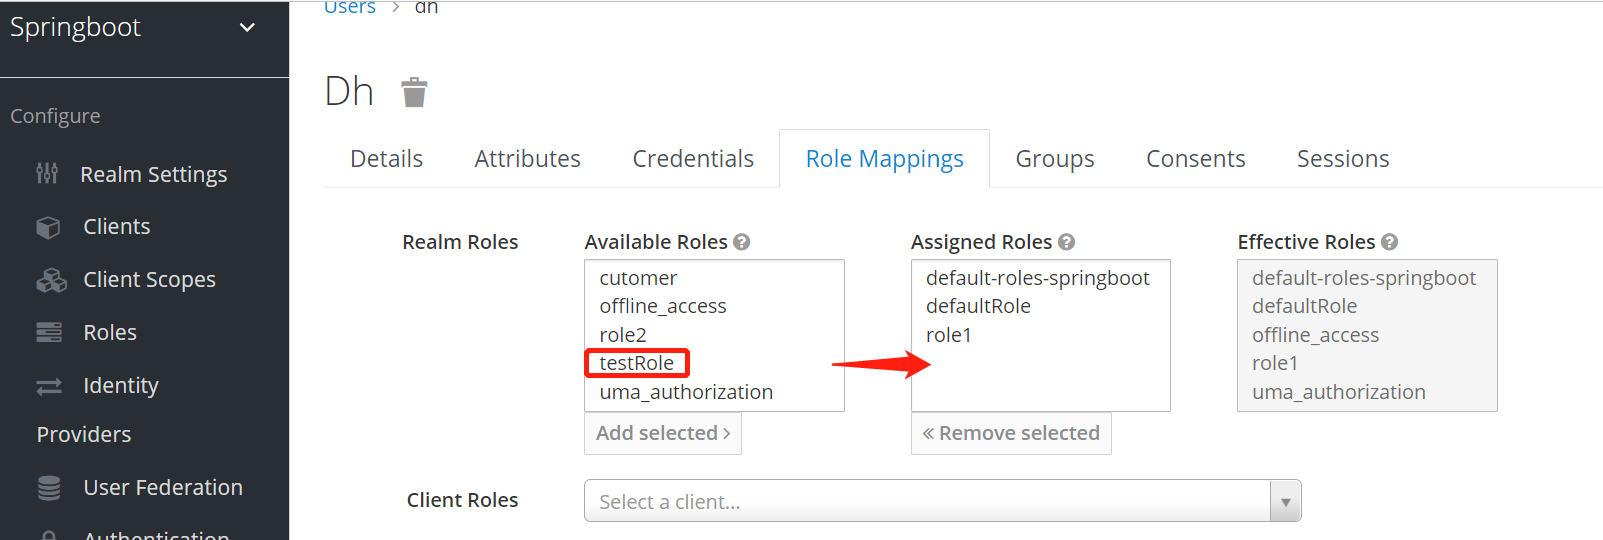 Springboot
Configure
Realm Settings
Clients
Client Scopes
Roles
Identity
Providers
User Federation
Authentication
Users > dh
Dh
Details Attributes Credentials Role Mappings Groups Consents Sessions
Realm Roles
Available Roles
cutomer
offline_access
role2
testRole
uma_authorization
Add selected >
Assigned Roles
default-roles-springboot
defaultRole
role1
« Remove selected
Effective Roles
default-roles-springboot
defaultRole
offline_access
role1
uma_authorization
Client Roles
Select a client...